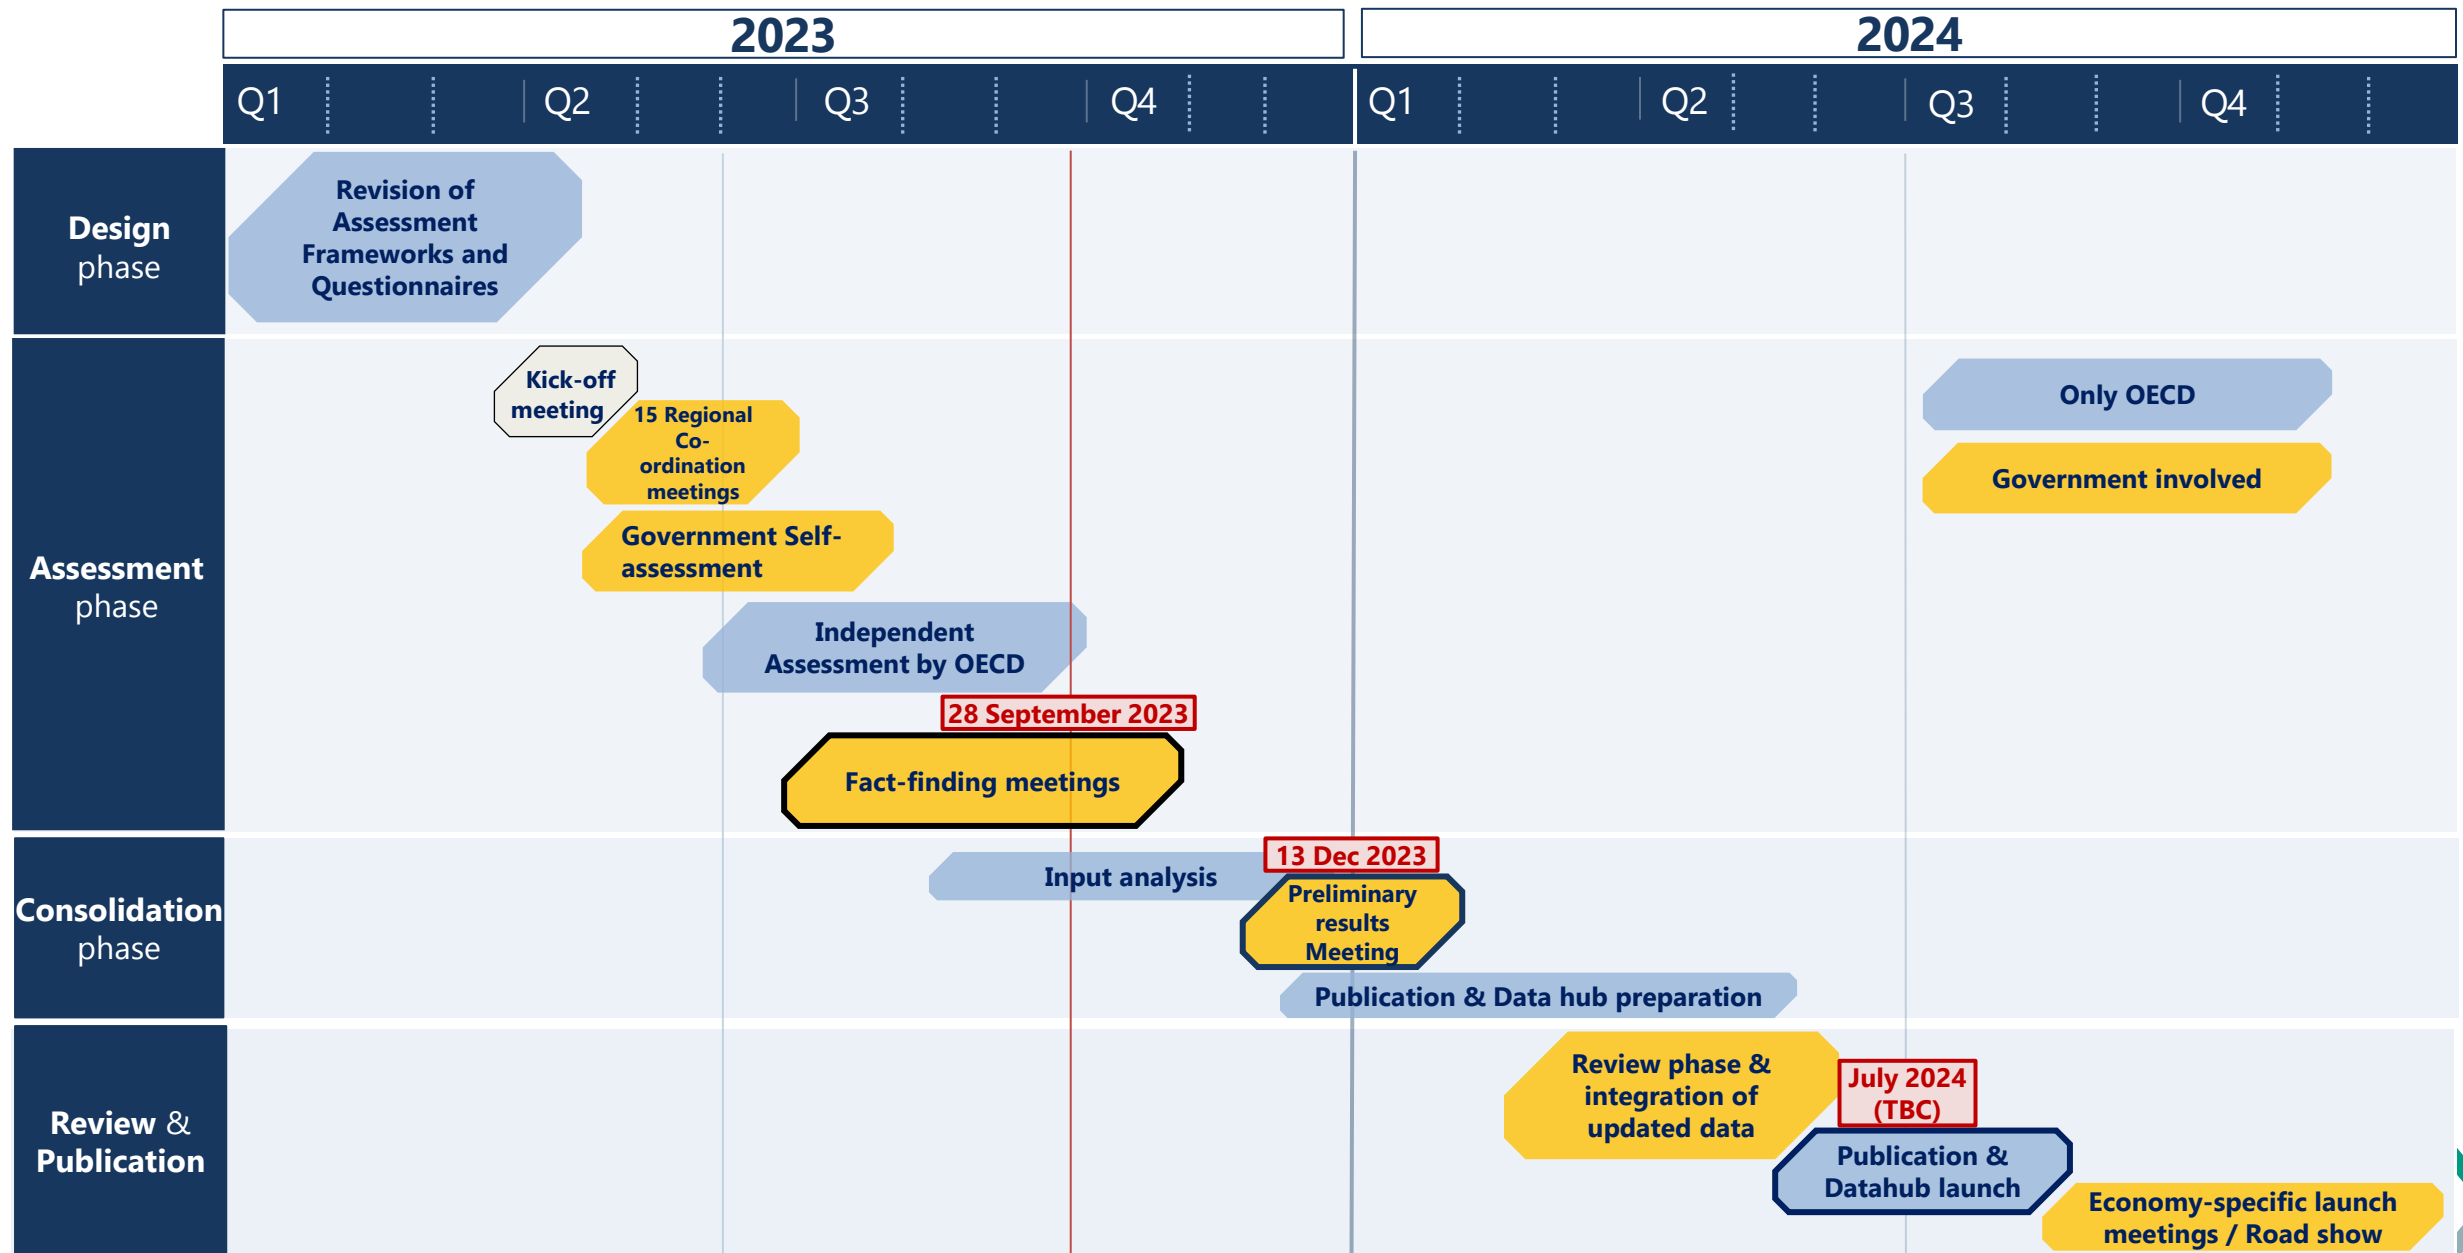 2023
2024
Q1
Q2
Q3
Q4
Q1
Q2
Q3
Q4
Design
phase
Revision of
Assessment
Frameworks and
Questionnaires
Assessment
phase
Kick-off
meeting
15 Regional
Co-
ordination
meetings
Government Self-
assessment
Independent
Assessment by OECD
28 September 2023
Fact-finding meetings
Only OECD
Government involved
Consolidation
phase
Input analysis
13 Dec 2023
Preliminary
results
Meeting
Publication & Data hub preparation
Review &
Publication
Review phase &
integration of
updated data
July 2024
(TBC)
Publication &
Datahub launch
Economy-specific launch
meetings / Road show